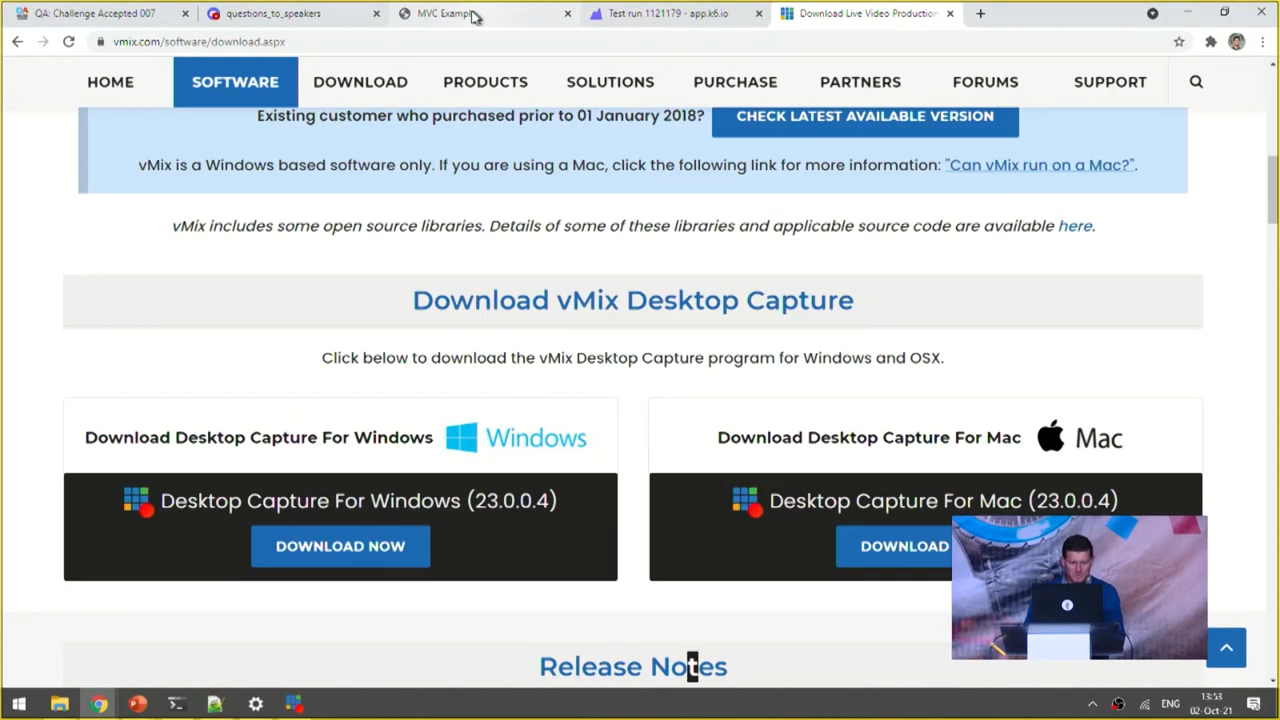 QA: Challenge Accepted 007
questions_to_speakers
MVC Exampl
Test run 1121179 - app.k6.io
Download Live Video Production
vmix.com/software/download.aspx
HOME
SOFTWARE
DOWNLOAD
PRODUCTS
SOLUTIONS
PURCHASE
PARTNERS
FORUMS
SUPPORT
Existing customer who purchased prior to 01 January 2018?
CHECK LATEST AVAILABLE VERSION
vMix is a Windows based software only. If you are using a Mac, click the following link for more information: "Can vMix run on a Mac?".
vMix includes some open source libraries. Details of some of these libraries and applicable source code are available here.
Download vMix Desktop Capture
Click below to download the vMix Desktop Capture program for Windows and OSX.
Download Desktop Capture For Windows
Windows
Desktop Capture For Windows (23.0.0.4)
DOWNLOAD NOW
Download Desktop Capture For Mac
Mac
Desktop Capture For Mac (23.0.0.4)
DOWNLOAD
Release Notes
ENG
13:53
02-Oct-21